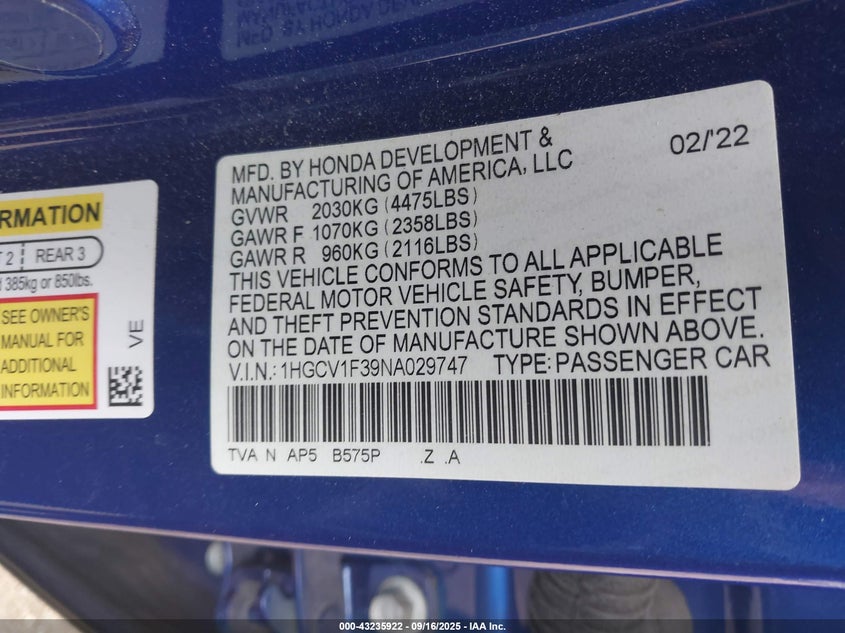 MFD. BY HONDA DEVELOPMENT & 02/'22
MANUFACTURING OF AMERICA, LLC
GVWR 2030KG (4475LBS)
GAWR F 1070KG (2358LBS)
GAWR R 960KG (2116LBS)
THIS VEHICLE CONFORMS TO ALL APPLICABLE
FEDERAL MOTOR VEHICLE SAFETY, BUMPER,
AND THEFT PREVENTION STANDARDS IN EFFECT
ON THE DATE OF MANUFACTURE SHOWN ABOVE.
V.I.N.: 1HGCV1F39NA029747 TYPE: PASSENGER CAR
TVA N AP5 B575P .Z .A
RMATION
2 REAR 3
385kg or 850lbs.
SEE OWNER'S
MANUAL FOR
ADDITIONAL
INFORMATION
VE
000-43235922 - 09/16/2025 - IAA Inc.